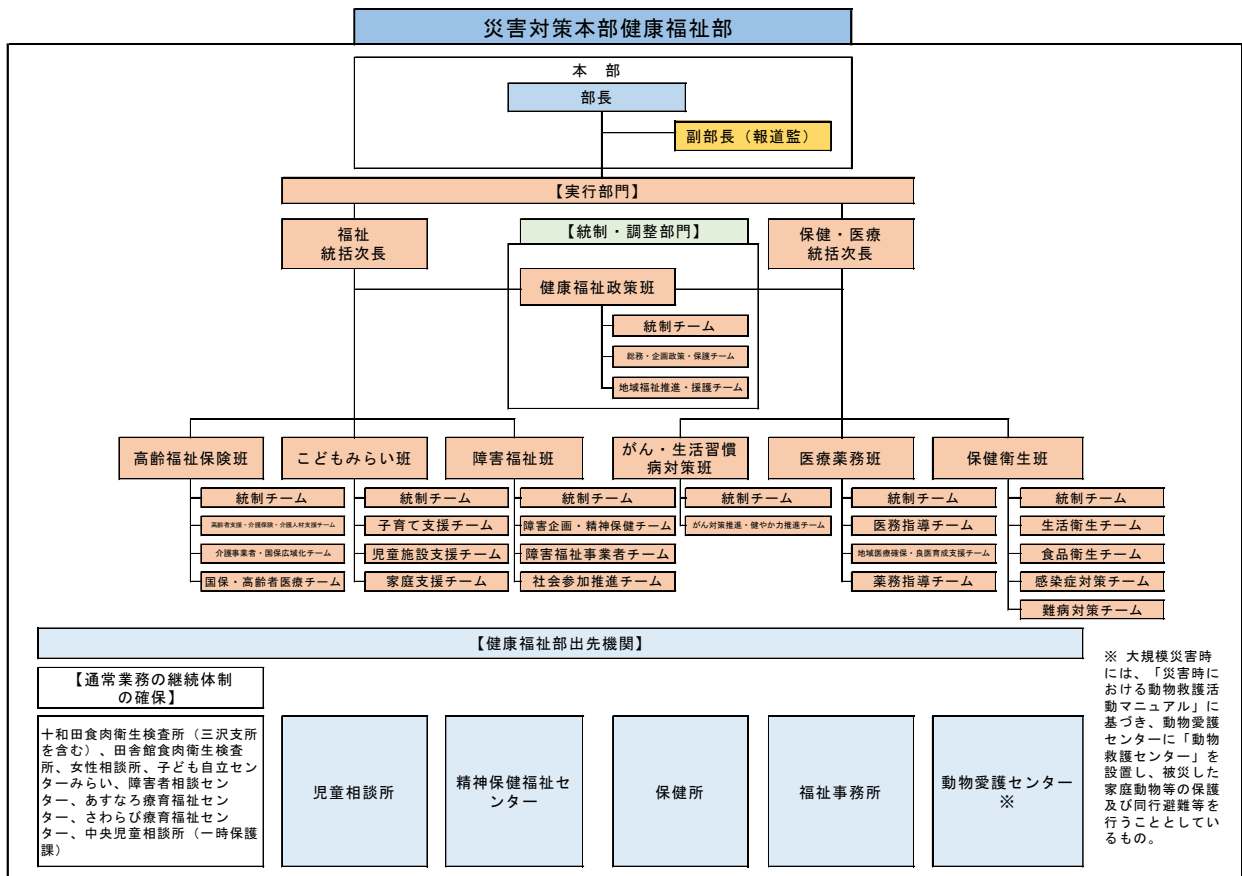 災害対策本部健康福祉部
本　部
部長
副部長（報道監）
【実行部門】
福祉
統括次長
【統制・調整部門】
保健・医療
統括次長
健康福祉政策班
統制チーム
総務・企画政策・保護チーム
地域福祉推進・援護チーム
高齢福祉保険班
統制チーム
高齢者支援・介護保険・介護人材支援チーム
介護事業者・国保広域化チーム
国保・高齢者医療チーム
こどもみらい班
統制チーム
子育て支援チーム
児童施設支援チーム
家庭支援チーム
障害福祉班
統制チーム
障害企画・精神保健チーム
障害福祉事業者チーム
社会参加推進チーム
がん・生活習慣
病対策班
統制チーム
がん対策推進・健やか力推進チーム
医療薬務班
統制チーム
医務指導チーム
地域医療確保・良医育成支援チーム
薬務指導チーム
保健衛生班
統制チーム
生活衛生チーム
食品衛生チーム
感染症対策チーム
難病対策チーム
【健康福祉部出先機関】
【通常業務の継続体制
の確保】
十和田食肉衛生検査所（三沢支所
を含む）、田舎館食肉衛生検査
所、女性相談所、子ども自立セン
ターみらい、障害者相談セン
ター、あすなろ療育福祉セン
ター、さわらび療育福祉セン
ター、中央児童相談所（一時保護
課）
児童相談所
精神保健福祉セ
ンター
保健所
福祉事務所
動物愛護センター
※
※ 大規模災害時
には、「災害時に
おける動物救護活
動マニュアル」に
基づき、動物愛護
センターに「動物
救護センター」を
設置し、被災した
家庭動物等の保護
及び同行避難等を
行うこととしてい
るもの。